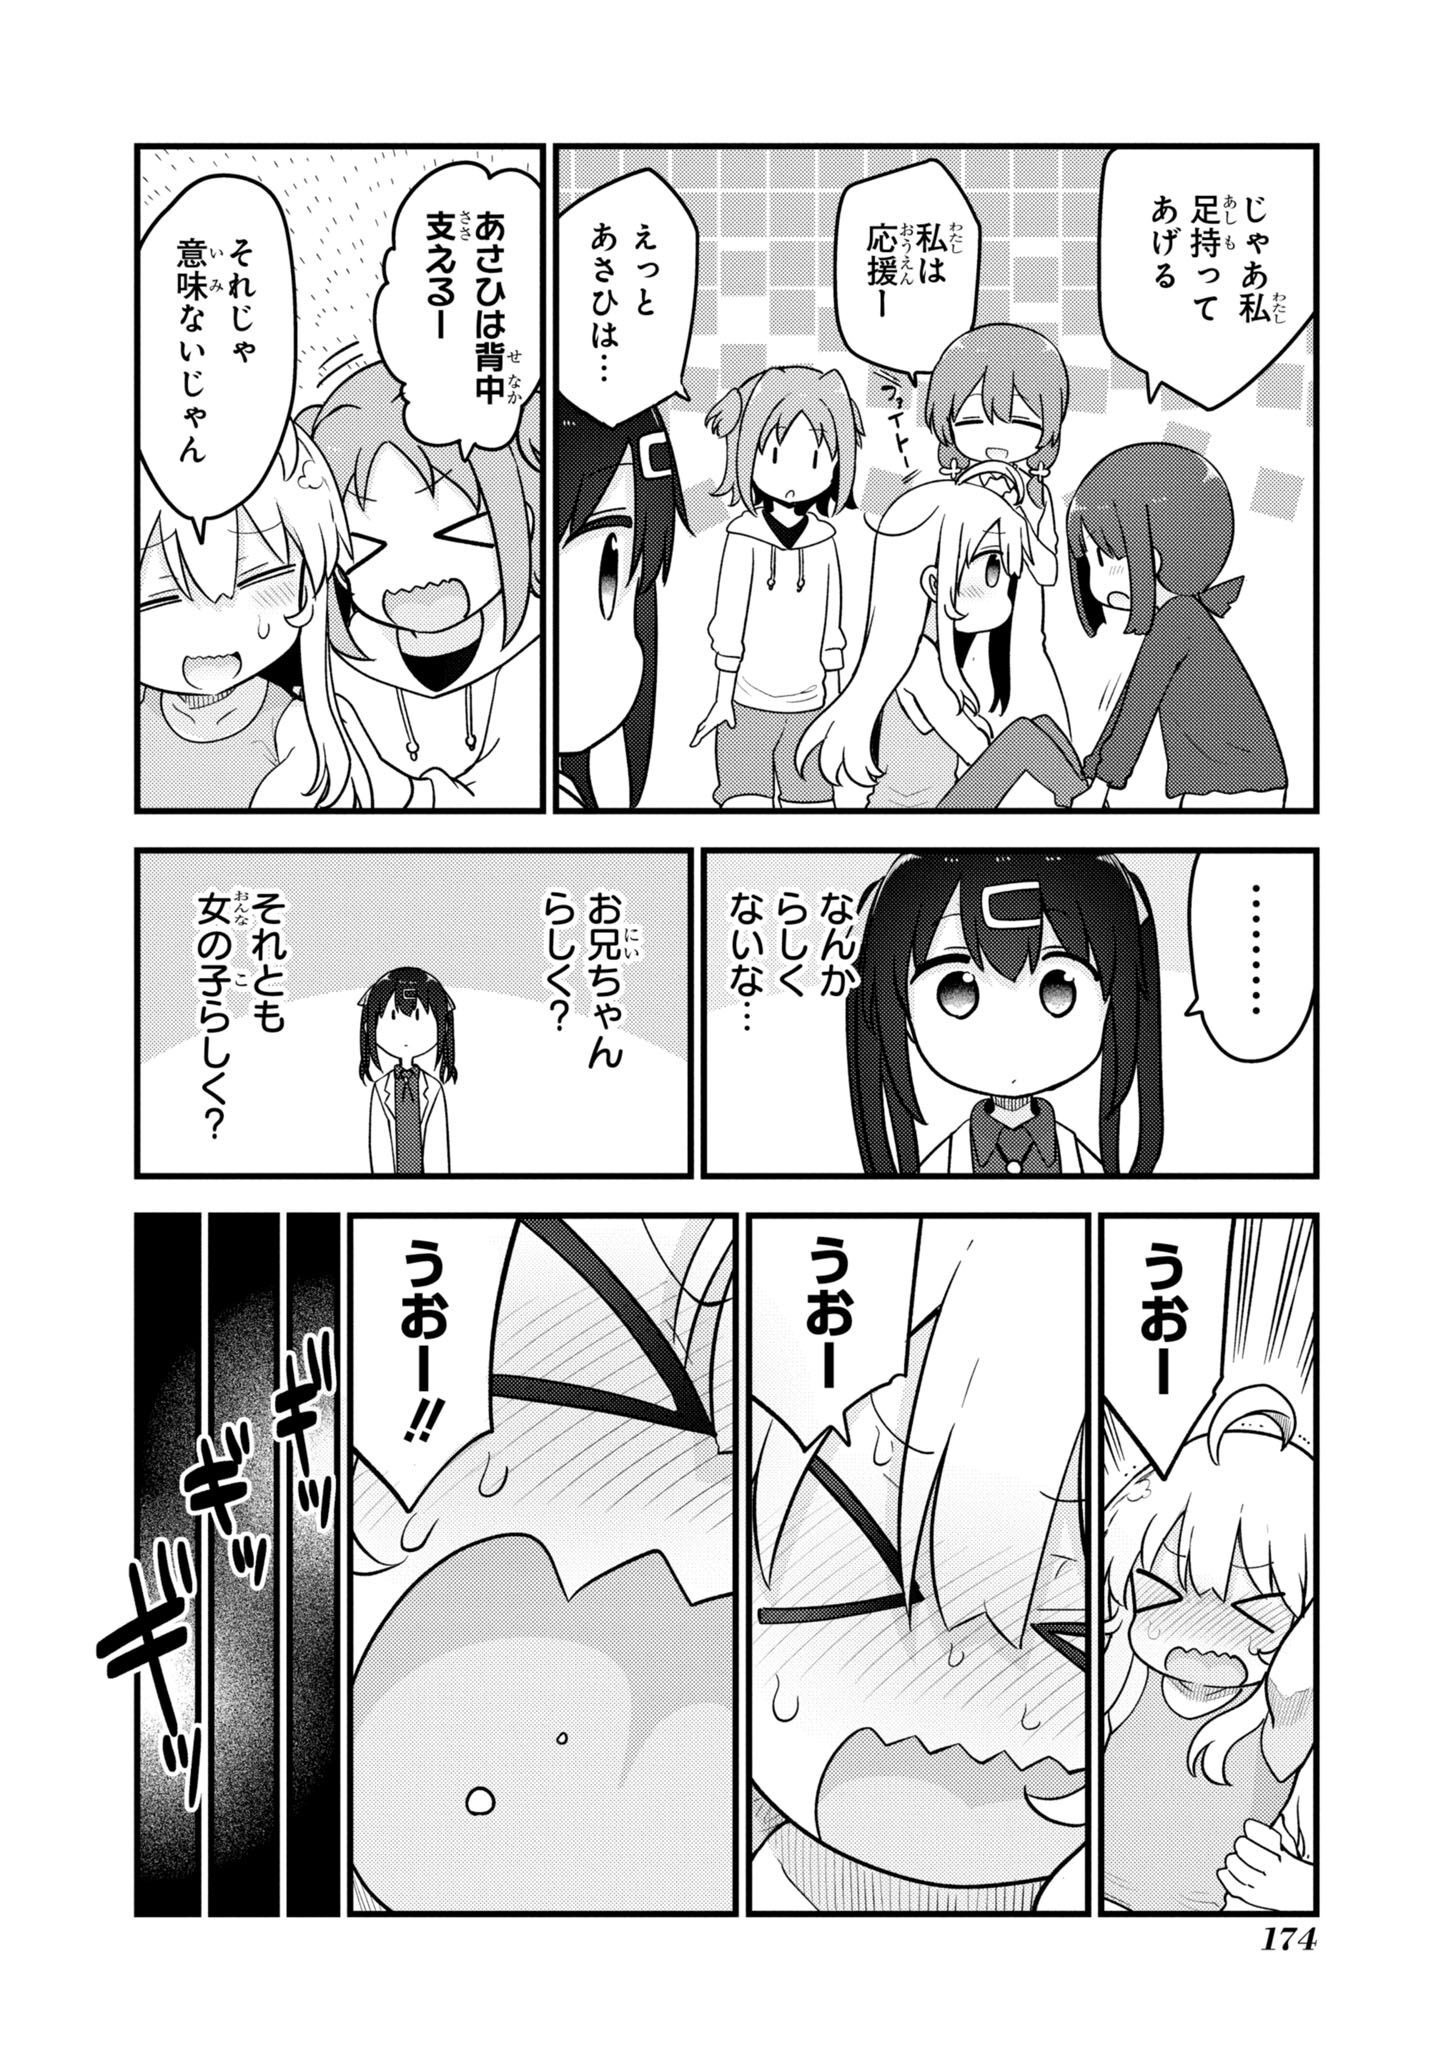 じゃあ私
足持って
あげる
私は
応援ー
ファイトー
えっと
あさひは…
あさひは背中
支えるー
それじゃ
意味ないじゃん
…………
なんか
らしく
ないな…
お兄ちゃん
らしく?
それとも
女の子らしく?
うおー
うおー
うおー!!
ギッ
ギッ
ギッ
174